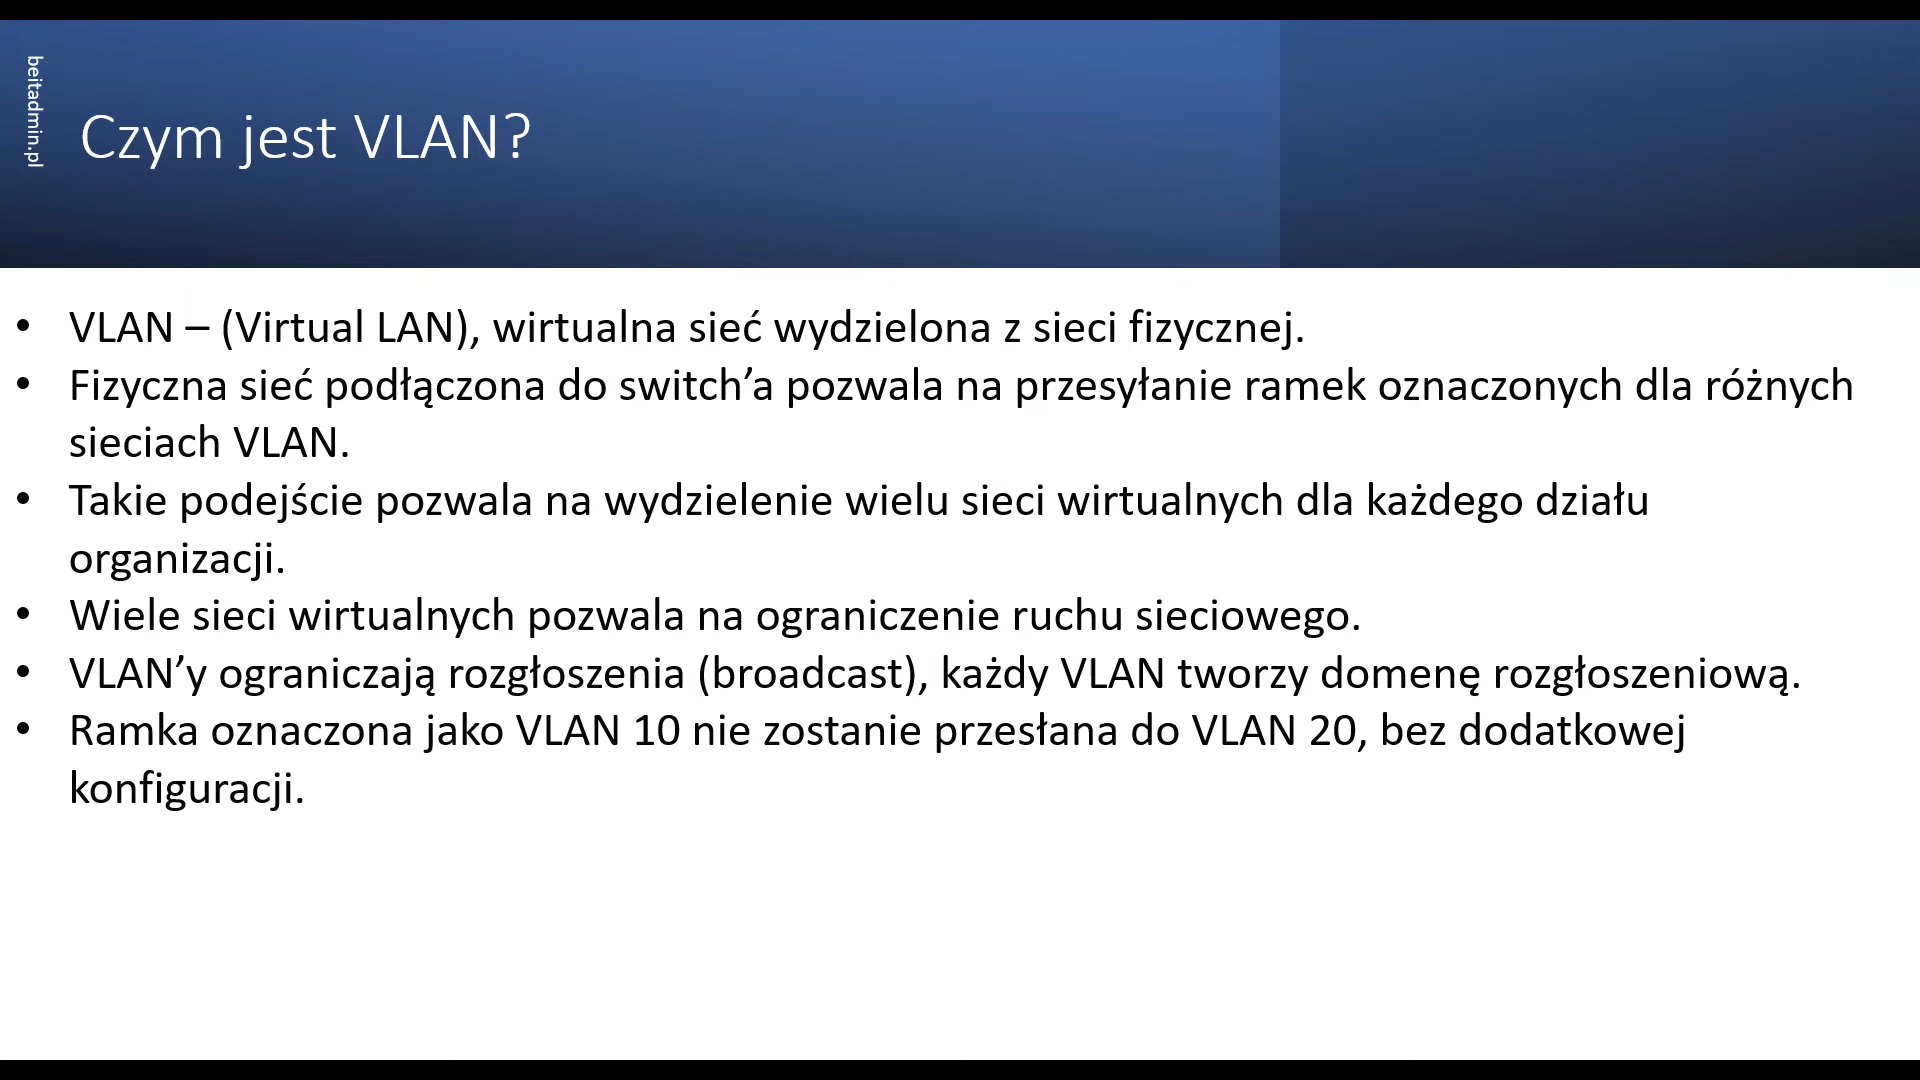 beitadmin.pl
Czym jest VLAN?
• VLAN – (Virtual LAN), wirtualna sieć wydzielona z sieci fizycznej.
• Fizyczna sieć podłączona do switch’a pozwala na przesyłanie ramek oznaczonych dla różnych
sieciach VLAN.
• Takie podejście pozwala na wydzielenie wielu sieci wirtualnych dla każdego działu
organizacji.
• Wiele sieci wirtualnych pozwala na ograniczenie ruchu sieciowego.
• VLAN’y ograniczają rozgłoszenia (broadcast), każdy VLAN tworzy domenę rozgłoszeniową.
• Ramka oznaczona jako VLAN 10 nie zostanie przesłana do VLAN 20, bez dodatkowej
konfiguracji.